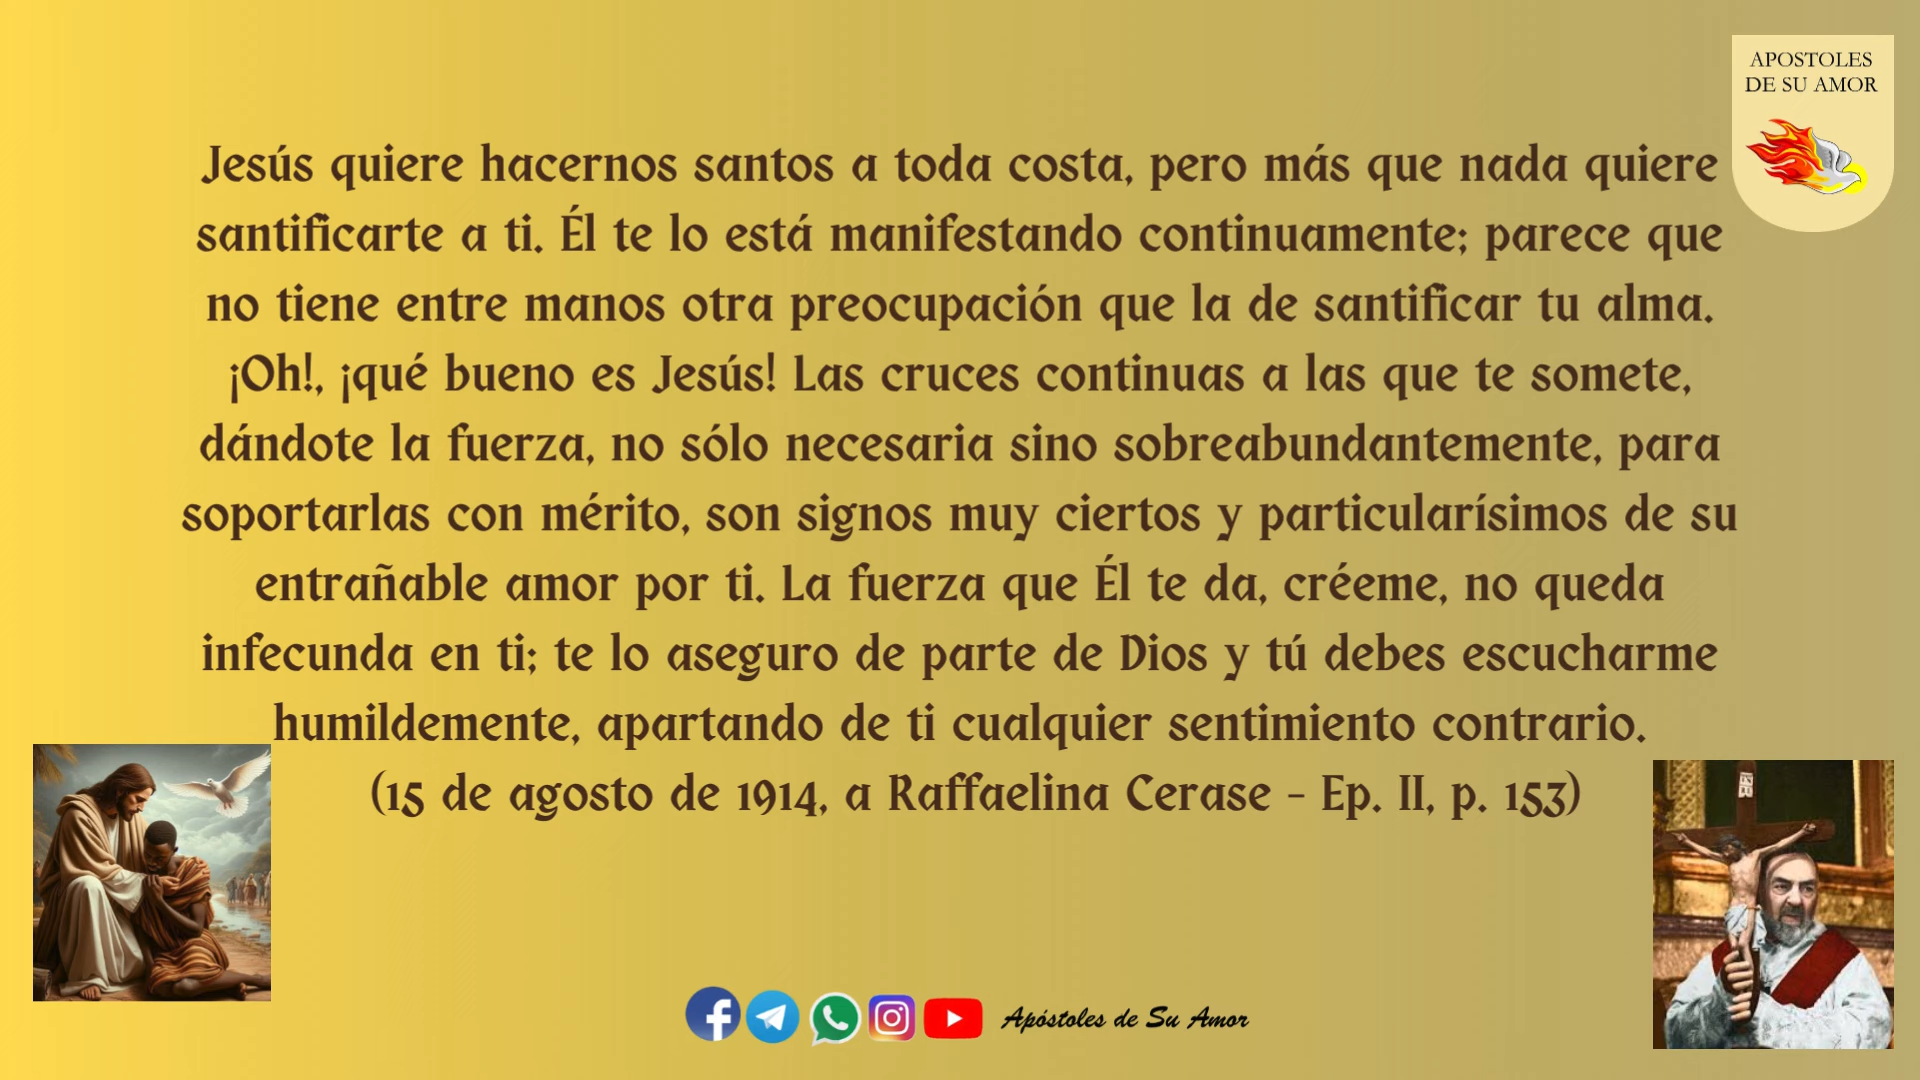 APOSTOLES
DE SU AMOR
Jesús quiere hacernos santos a toda costa, pero más que nada quiere
santificarte a ti. Él te lo está manifestando continuamente; parece que
no tiene entre manos otra preocupación que la de santificar tu alma.
¡Oh!, ¡qué bueno es Jesús! Las cruces continuas a las que te somete,
dándote la fuerza, no sólo necesaria sino sobreabundantemente, para
soportarlas con mérito, son signos muy ciertos y particularísimos de su
entrañable amor por ti. La fuerza que Él te da, créeme, no queda
infecunda en ti; te lo aseguro de parte de Dios y tú debes escucharme
humildemente, apartando de ti cualquier sentimiento contrario.
(15 de agosto de 1914, a Raffaelina Cerase - Ep. II, p. 153)
Apóstoles de Su Amor